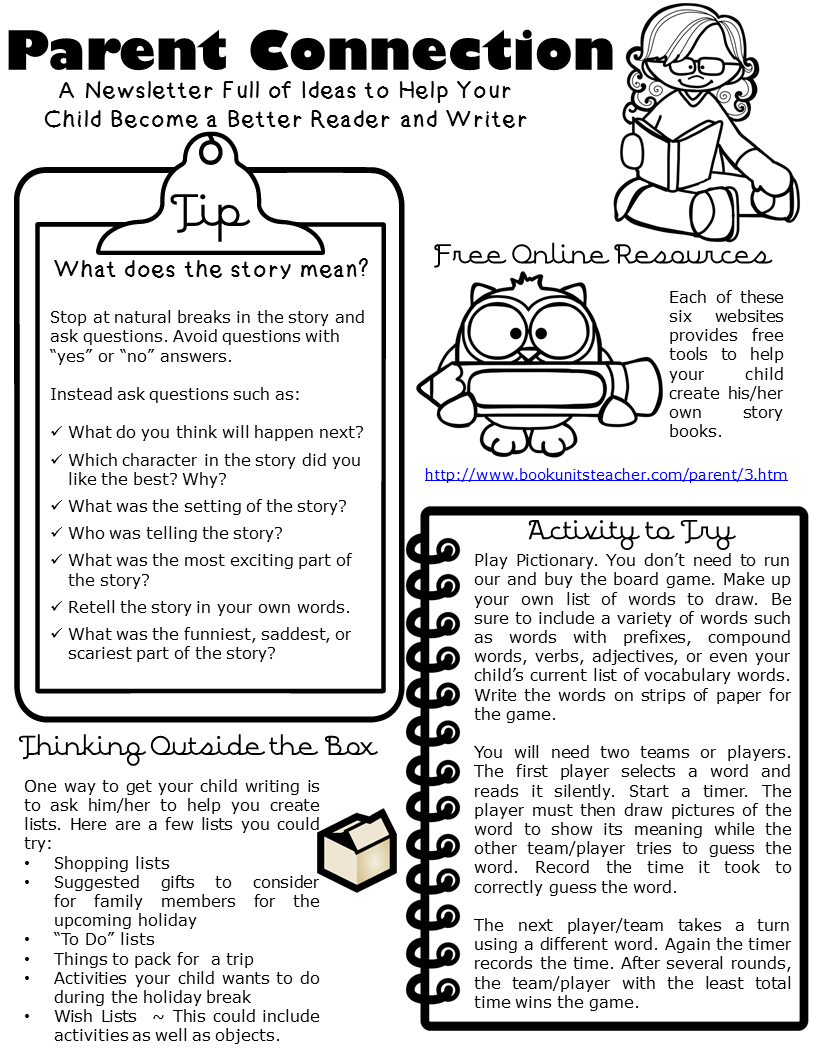 Parent Connection
A Newsletter Full of Ideas to Help Your
Child Become a Better Reader and Writer
Tip
What does the story mean?
Stop at natural breaks in the story and
ask questions. Avoid questions with
“yes” or “no” answers.
Instead ask questions such as:
✓ What do you think will happen next?
✓ Which character in the story did you
like the best? Why?
✓ What was the setting of the story?
✓ Who was telling the story?
✓ What was the most exciting part of
the story?
✓ Retell the story in your own words.
✓ What was the funniest, saddest, or
scariest part of the story?
Free Online Resources
Each of these
six websites
provides free
tools to help
your child
create his/her
own story
books.
http://www.bookunitsteacher.com/parent/3.htm
Thinking Outside the Box
One way to get your child writing is
to ask him/her to help you create
lists. Here are a few lists you could
try:
• Shopping lists
• Suggested gifts to consider
for family members for the
upcoming holiday
• “To Do” lists
• Things to pack for a trip
• Activities your child wants to do
during the holiday break
• Wish Lists ~ This could include
activities as well as objects.
Activity to Try
Play Pictionary. You don’t need to run
our and buy the board game. Make up
your own list of words to draw. Be
sure to include a variety of words such
as words with prefixes, compound
words, verbs, adjectives, or even your
child’s current list of vocabulary words.
Write the words on strips of paper for
the game.
You will need two teams or players.
The first player selects a word and
reads it silently. Start a timer. The
player must then draw pictures of the
word to show its meaning while the
other team/player tries to guess the
word. Record the time it took to
correctly guess the word.
The next player/team takes a turn
using a different word. Again the timer
records the time. After several rounds,
the team/player with the least total
time wins the game.